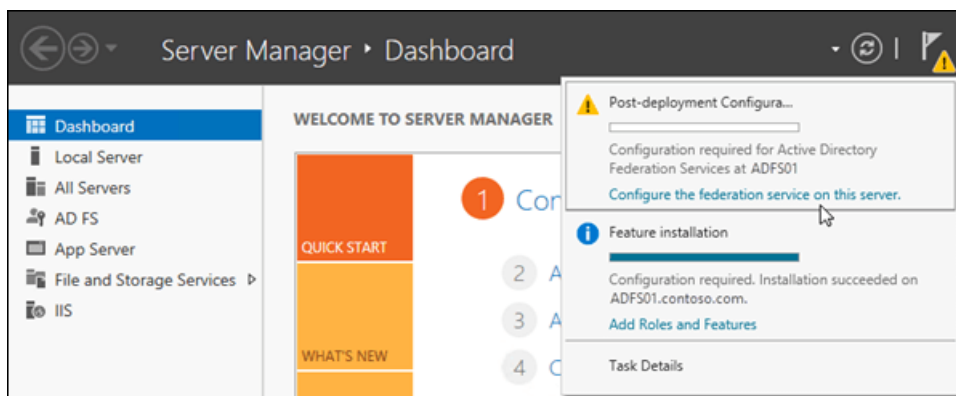 Server Manager ‣ Dashboard
Dashboard
Local Server
All Servers
AD FS
App Server
File and Storage Services
IIS
WELCOME TO SERVER MANAGER
QUICK START
WHAT'S NEW
1
2 A
3 A
4
Post-deployment Configura...
Configuration required for Active Directory
Federation Services at ADFS01
Configure the federation service on this server.
Feature installation
Configuration required. Installation succeeded on
ADFS01.contoso.com.
Add Roles and Features
Task Details